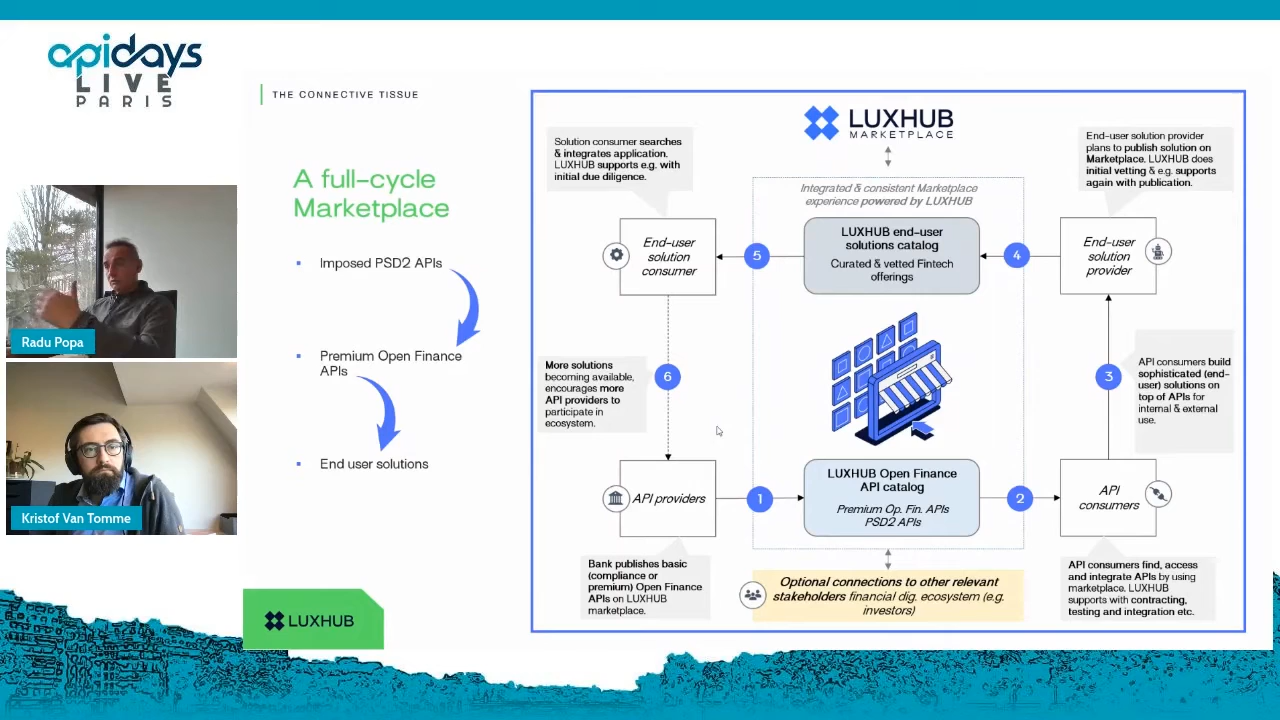 apidays
LIVE
PARIS
Radu Popa
Kristof Van Tomme
THE CONNECTIVE TISSUE
A full-cycle
Marketplace
▪ Imposed PSD2 APIs
▪ Premium Open Finance
APIs
▪ End user solutions
LUXHUB
LUXHUB
MARKETPLACE
Solution consumer searches
& integrates application.
LUXHUB supports e.g. with
initial due diligence.
End-user solution provider
plans to publish solution on
Marketplace. LUXHUB does
initial vetting & e.g. supports
again with publication.
Integrated & consistent Marketplace
experience powered by LUXHUB
End-user
solution
consumer
5
LUXHUB end-user
solutions catalog
Curated & vetted Fintech
offerings
4
End-user
solution
provider
More solutions
becoming available,
encourages more
API providers to
participate in
ecosystem.
6
3
API consumers build
sophisticated (end-
user) solutions on
top of APIs for
internal & external
use.
API providers
1
LUXHUB Open Finance
API catalog
Premium Op. Fin. APIs
PSD2 APIs
2
API
consumers
Bank publishes basic
(compliance or
premium) Open Finance
APIs on LUXHUB
marketplace.
Optional connections to other relevant
stakeholders financial dig. ecosystem (e.g.
investors)
API consumers find, access
and integrate APIs by using
marketplace. LUXHUB
supports with contracting,
testing and integration etc.